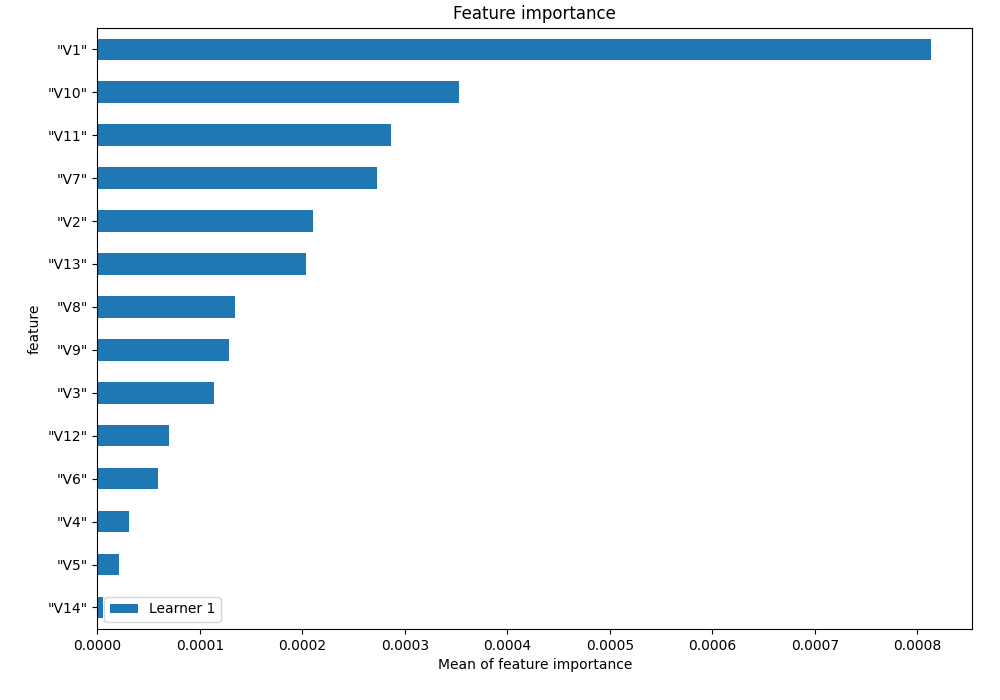 Feature importance
"V1"
"V10"
"V11"
"V7"
"V2"
"V13"
"V8"
"V9"
"V3"
"V12"
"V6"
"V4"
"V5"
"V14"
feature
Learner 1
0.0000 0.0001 0.0002 0.0003 0.0004 0.0005 0.0006 0.0007 0.0008
Mean of feature importance